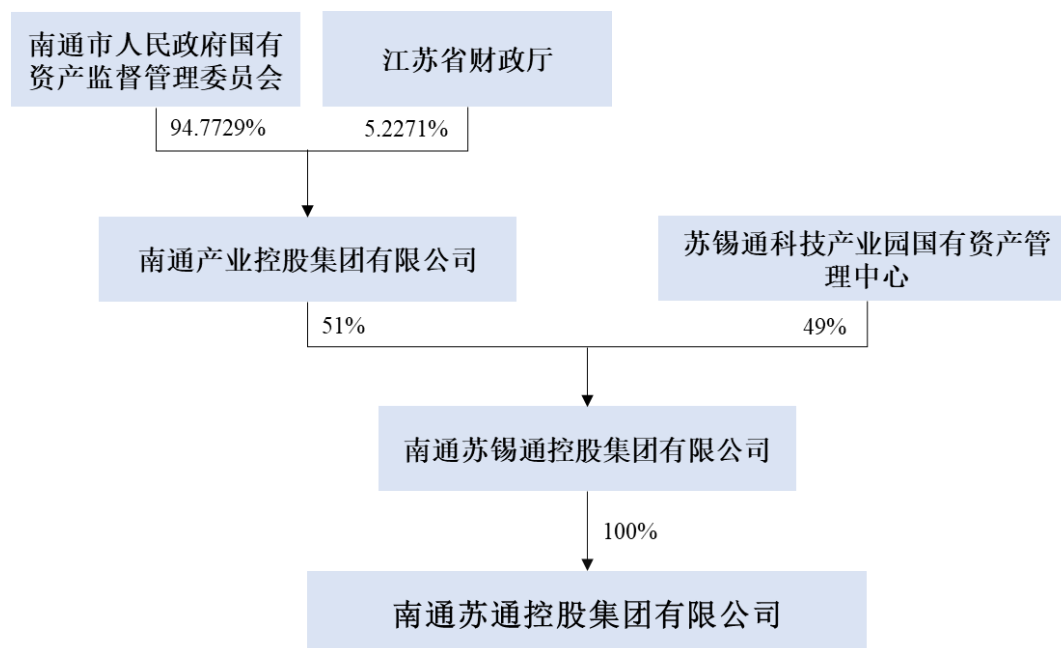 南通市人民政府国有
资产监督管理委员会
江苏省财政厅
94.7729%
5.2271%
南通产业控股集团有限公司
苏锡通科技产业园国有资产管
理中心
51%
49%
南通苏锡通控股集团有限公司
100%
南通苏通控股集团有限公司